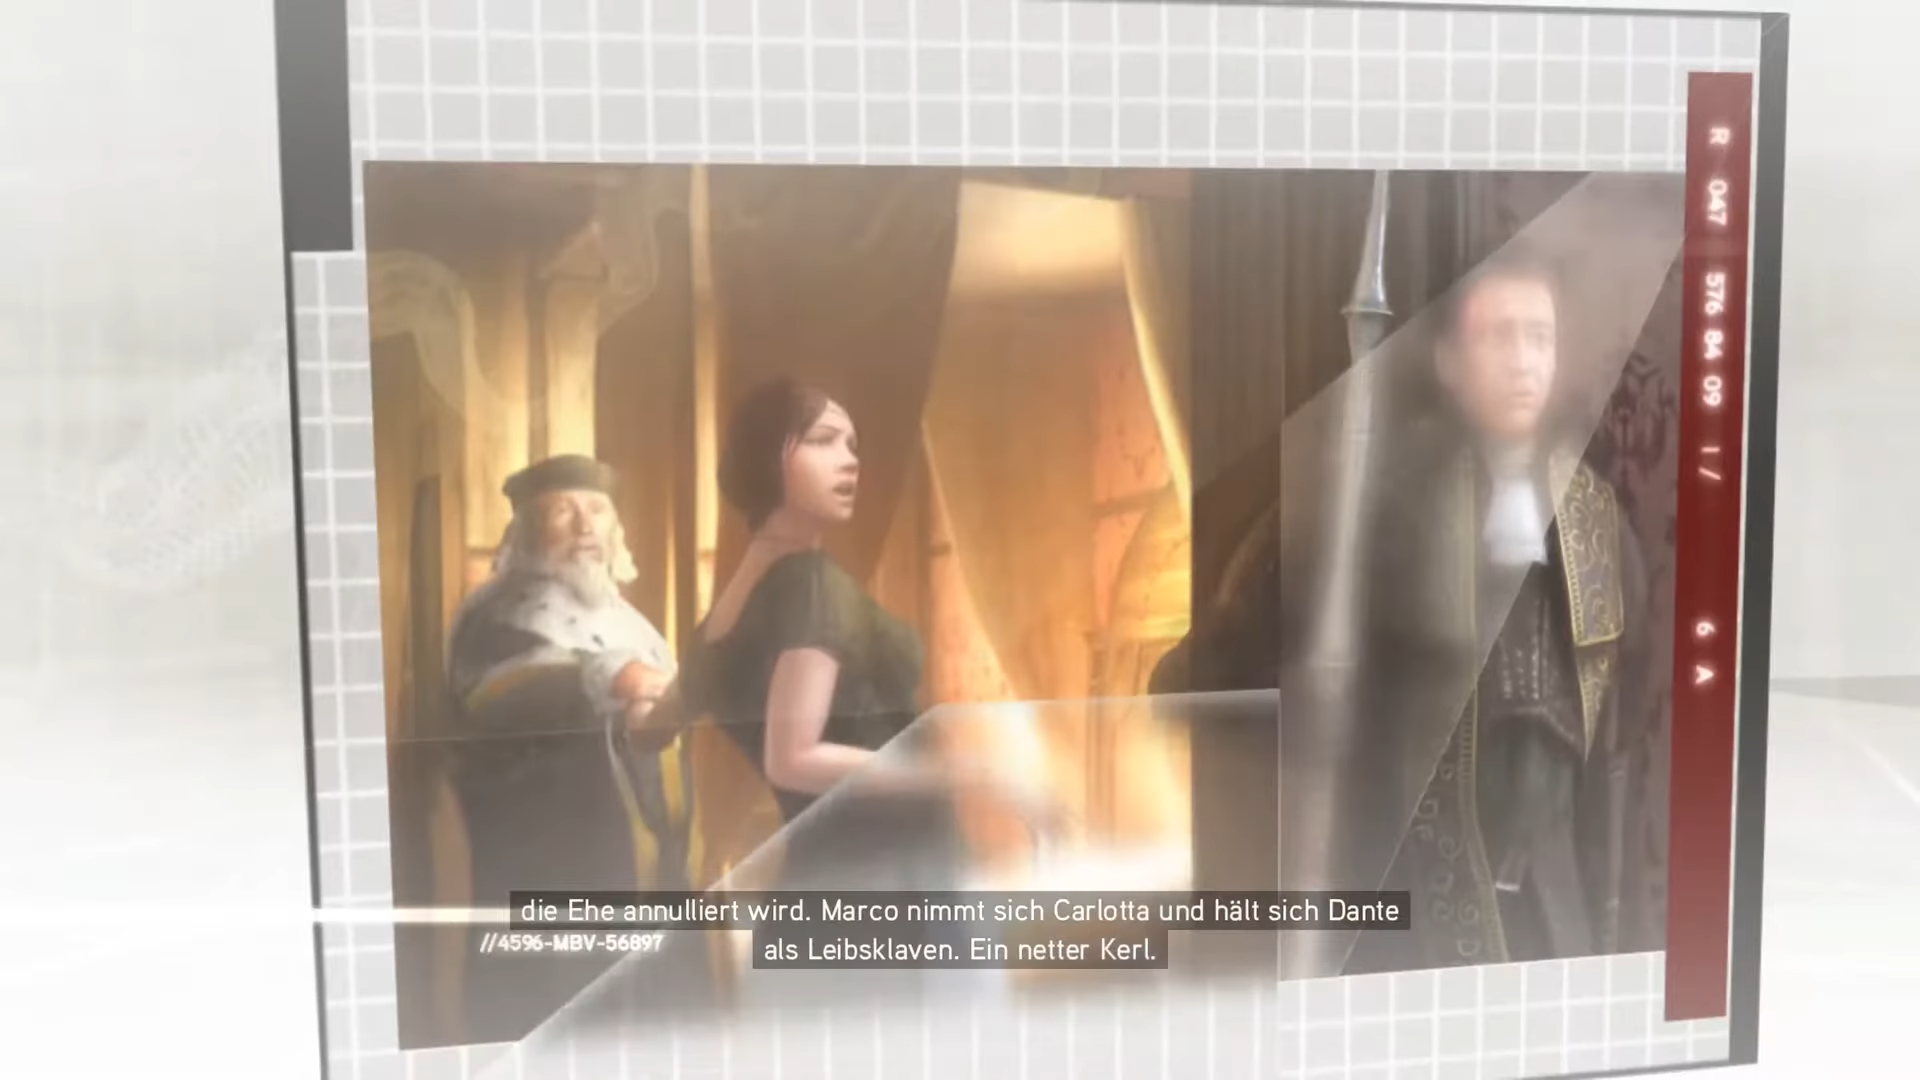 R 047 576 84 09 1/ 6 A
die Ehe annulliert wird. Marco nimmt sich Carlotta und hält sich Dante
//4596-MBV-56897
als Leibsklaven. Ein netter Kerl.